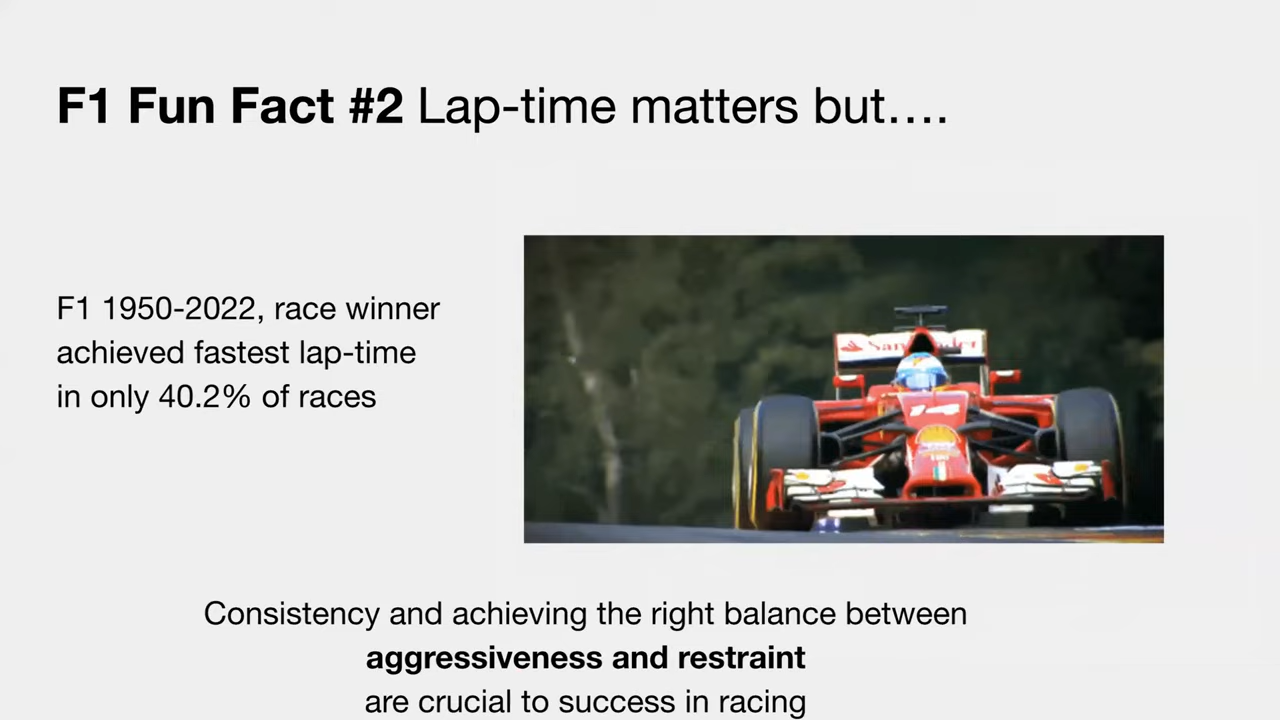 F1 Fun Fact #2 Lap-time matters but....
F1 1950-2022, race winner
achieved fastest lap-time
in only 40.2% of races
Santander
14
Consistency and achieving the right balance between
aggressiveness and restraint
are crucial to success in racing